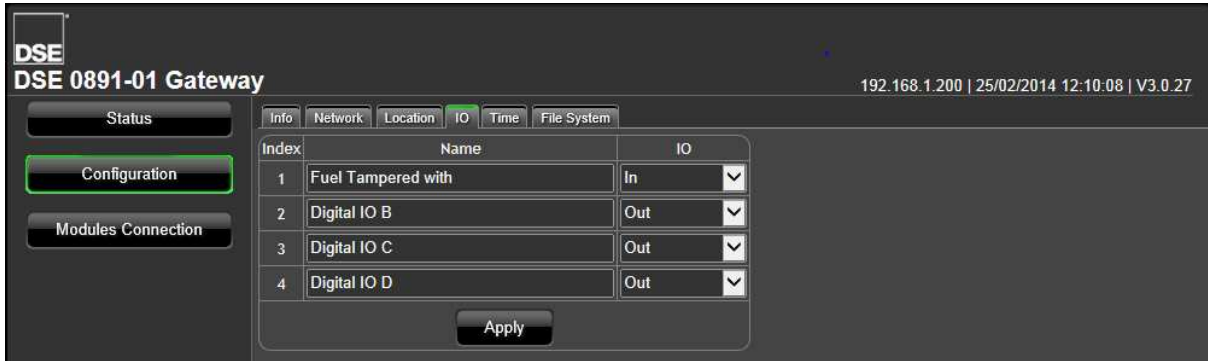 DSE
DSE 0891-01 Gateway
192.168.1.200 | 25/02/2014 12:10:08 | V3.0.27
Status
Configuration
Modules Connection
Info Network Location IO Time File System
Index Name IO
1 Fuel Tampered with In
2 Digital IO B Out
3 Digital IO C Out
4 Digital IO D Out
Apply